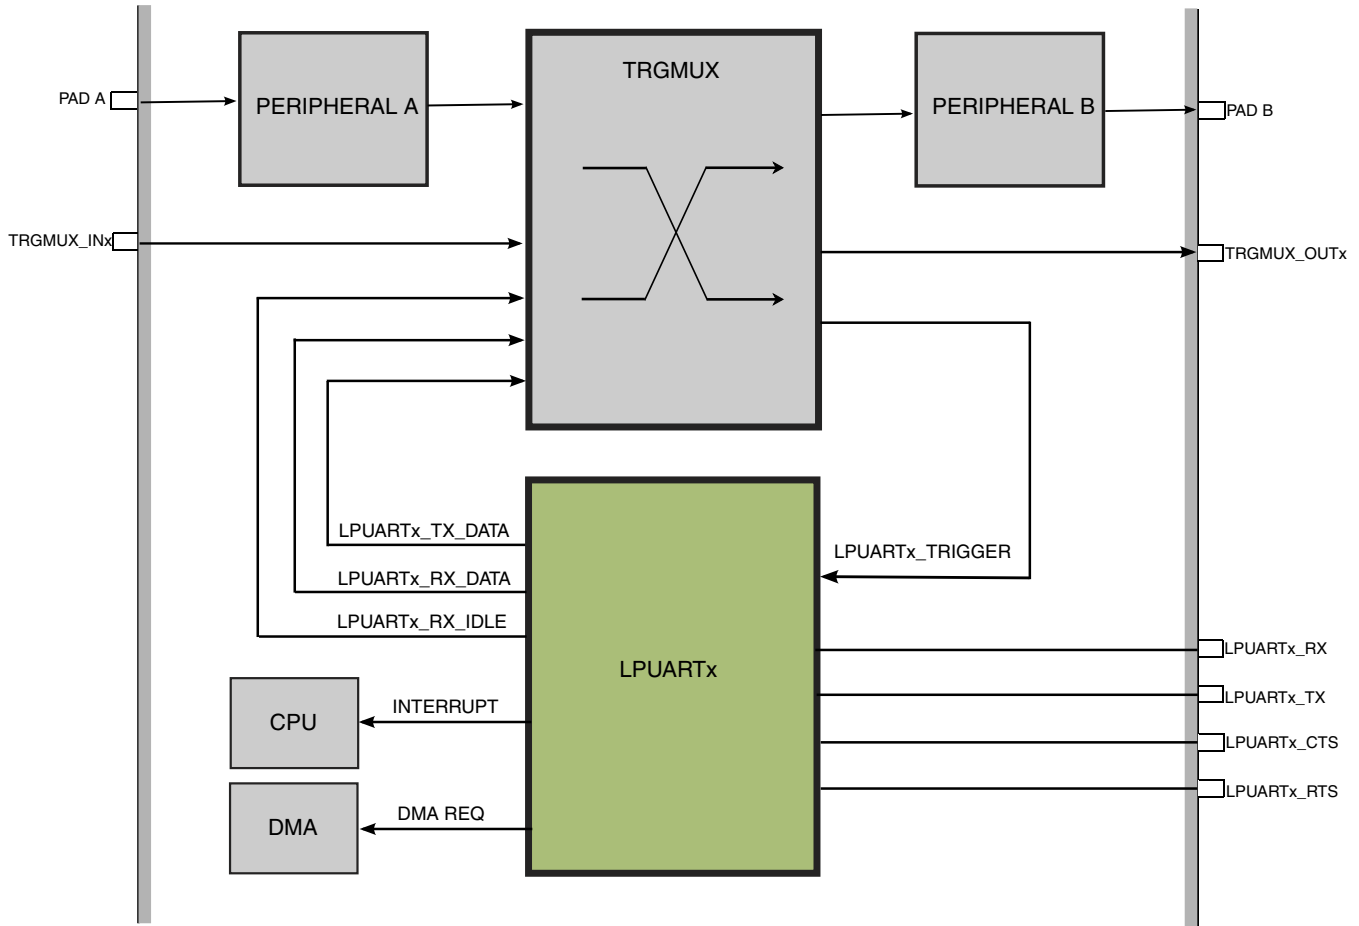 TRGMUX
PAD A
PERIPHERAL A
PERIPHERAL B
PAD B
TRGMUX_INx
TRGMUX_OUTx
LPUARTx_TX_DATA
LPUARTx_TRIGGER
LPUARTx_RX_DATA
LPUARTx_RX_IDLE
LPUARTx_RX
LPUARTx
LPUARTx_TX
INTERRUPT
CPU
LPUARTx_CTS
LPUARTx_RTS
DMA REQ
DMA